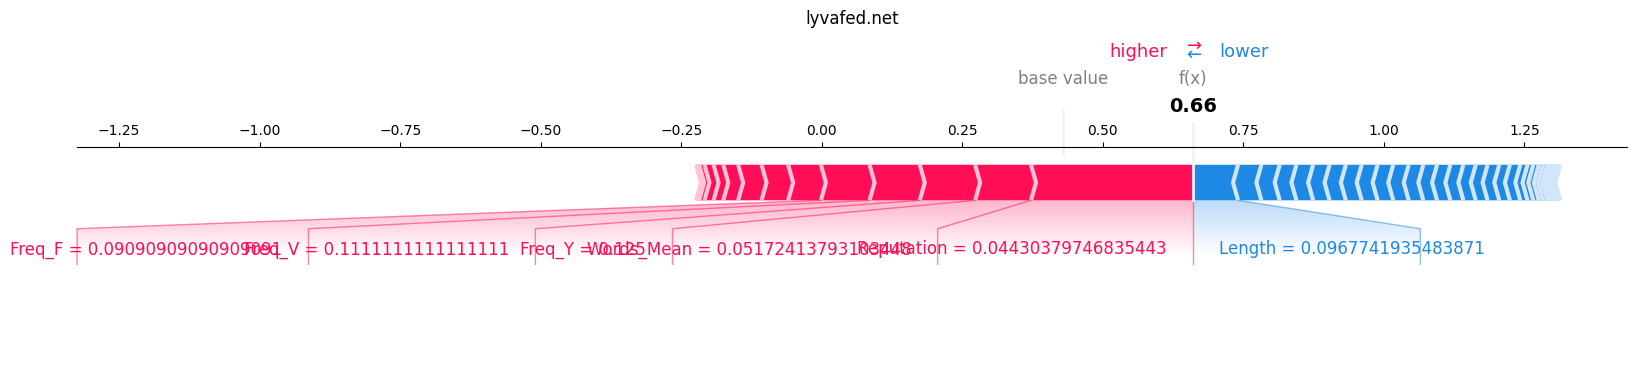 lyvafed.net
higher → ← lower
base value f(x)
0.66
−1.25 −1.00 −0.75 −0.50 −0.25 0.00 0.25 0.50 0.75 1.00 1.25
Freq_F = 0.09090909090909091 Freq_V = 0.1111111111111111 Freq_Y = 0.125 Words_Mean = 0.05172413793103448 Reputation = 0.04430379746835443 Length = 0.0967741935483871